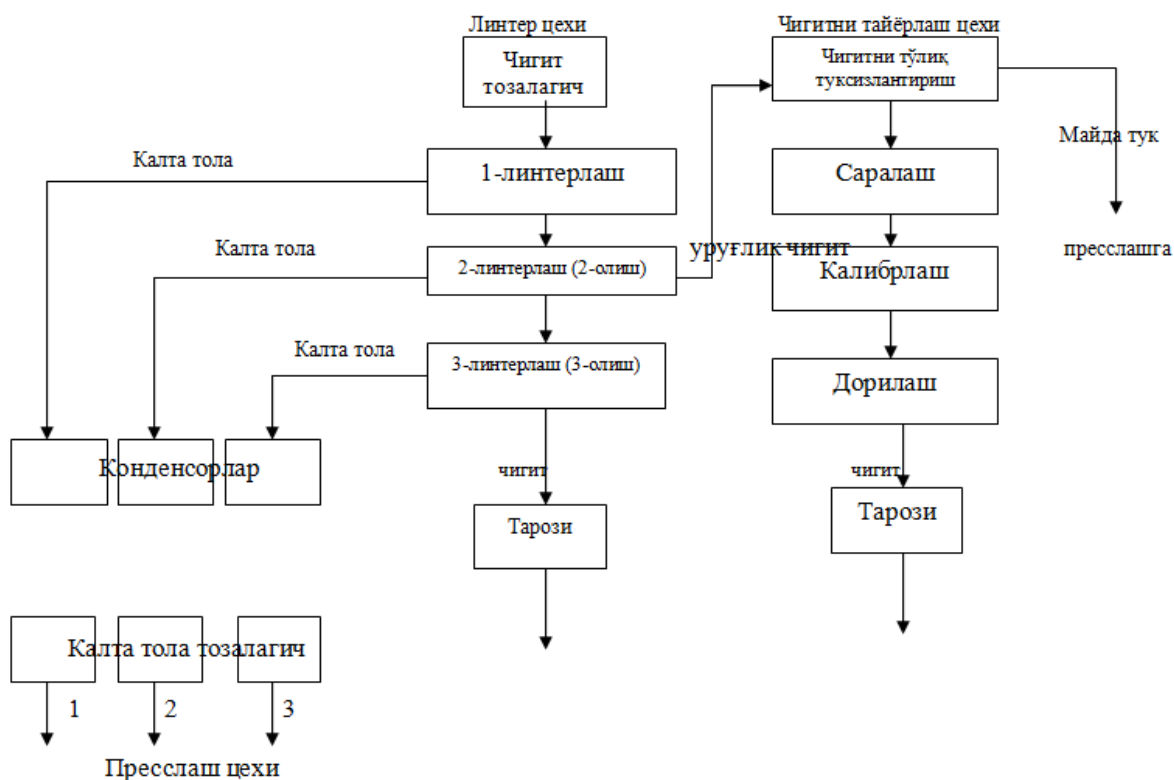 Линтер цехи
Чигит
тозалагич
Чигитни тайёрлаш цехи
Чигитни тўлиқ
туксизлантириш
Майда тук
Калта тола
1-линтерлаш
Саралаш
Калта тола
2-линтерлаш (2-олиш)
уруғлик чигит
Калибрлаш
пресслашга
Калта тола
3-линтерлаш (3-олиш)
Дорилаш
Конденсорлар
чигит
чигит
Тарози
Тарози
Калта тола тозалагич
1
2
3
Пресслаш цехи